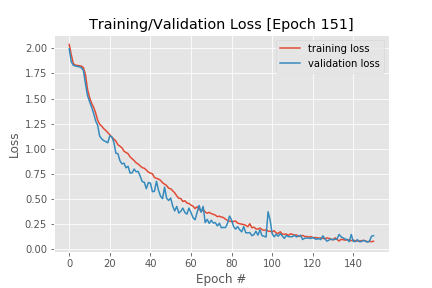 Training/Validation Loss [Epoch 151]
training loss
validation loss
2.00
1.75
1.50
1.25
1.00
0.75
0.50
0.25
0.00
Loss
0 20 40 60 80 100 120 140
Epoch #